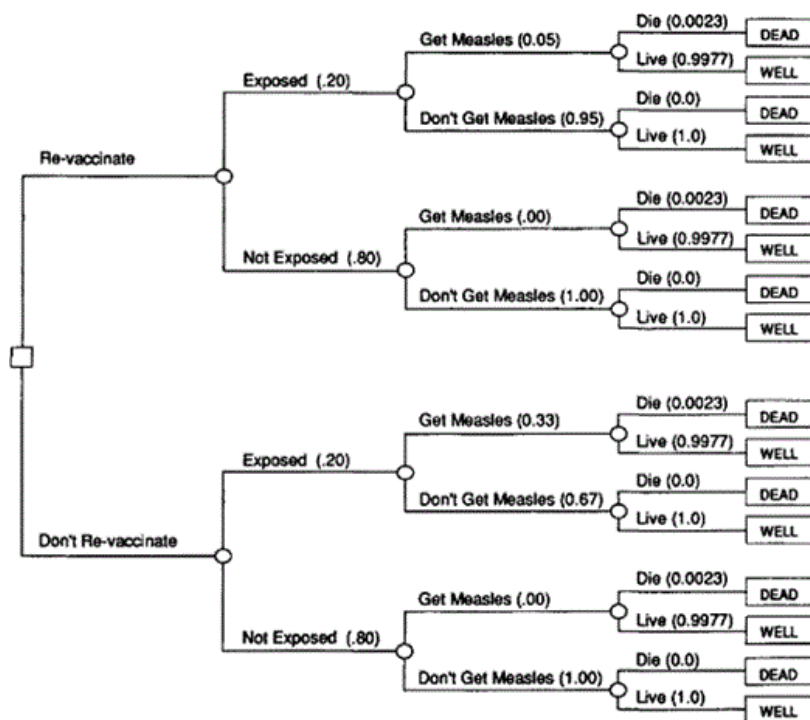 Die (0.0023)
DEAD
Get Measles (0.05)
Live (0.9977)
WELL
Exposed (.20)
Die (0.0)
DEAD
Don't Get Measles (0.95)
Live (1.0)
WELL
Re-vaccinate
Die (0.0023)
DEAD
Get Measles (.00)
Live (0.9977)
WELL
Not Exposed (.80)
Die (0.0)
DEAD
Don't Get Measles (1.00)
Live (1.0)
WELL
Die (0.0023)
DEAD
Get Measles (0.33)
Live (0.9977)
WELL
Exposed (.20)
Die (0.0)
DEAD
Don't Get Measles (0.67)
Live (1.0)
WELL
Don't Re-vaccinate
Die (0.0023)
DEAD
Get Measles (.00)
Live (0.9977)
WELL
Not Exposed (.80)
Die (0.0)
DEAD
Don't Get Measles (1.00)
Live (1.0)
WELL